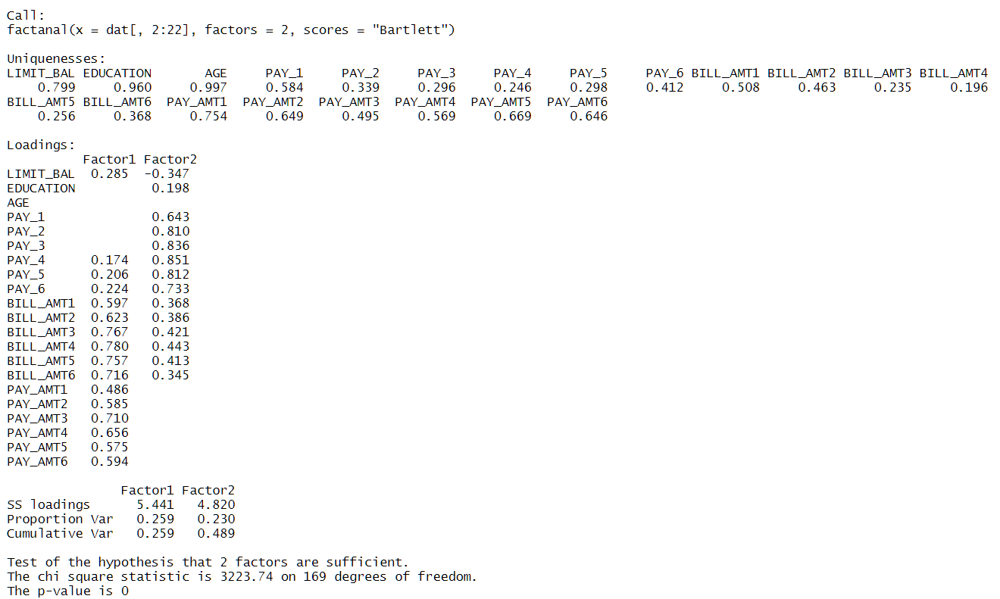 Call:
factanal(x = dat[, 2:22], factors = 2, scores = "Bartlett")
Uniquenesses:
LIMIT_BAL EDUCATION AGE PAY_1 PAY_2 PAY_3 PAY_4 PAY_5 PAY_6 BILL_AMT1 BILL_AMT2 BILL_AMT3 BILL_AMT4
0.799 0.960 0.997 0.584 0.339 0.296 0.246 0.298 0.412 0.508 0.463 0.235 0.196
BILL_AMT5 BILL_AMT6 PAY_AMT1 PAY_AMT2 PAY_AMT3 PAY_AMT4 PAY_AMT5 PAY_AMT6
0.256 0.368 0.754 0.649 0.495 0.569 0.669 0.646
Loadings:
Factor1 Factor2
LIMIT_BAL 0.285 -0.347
EDUCATION 0.198
AGE
PAY_1 0.643
PAY_2 0.810
PAY_3 0.836
PAY_4 0.174 0.851
PAY_5 0.206 0.812
PAY_6 0.224 0.733
BILL_AMT1 0.597 0.368
BILL_AMT2 0.623 0.386
BILL_AMT3 0.767 0.421
BILL_AMT4 0.780 0.443
BILL_AMT5 0.757 0.413
BILL_AMT6 0.716 0.345
PAY_AMT1 0.486
PAY_AMT2 0.585
PAY_AMT3 0.710
PAY_AMT4 0.656
PAY_AMT5 0.575
PAY_AMT6 0.594
Factor1 Factor2
SS loadings 5.441 4.820
Proportion Var 0.259 0.230
Cumulative Var 0.259 0.489
Test of the hypothesis that 2 factors are sufficient.
The chi square statistic is 3223.74 on 169 degrees of freedom.
The p-value is 0